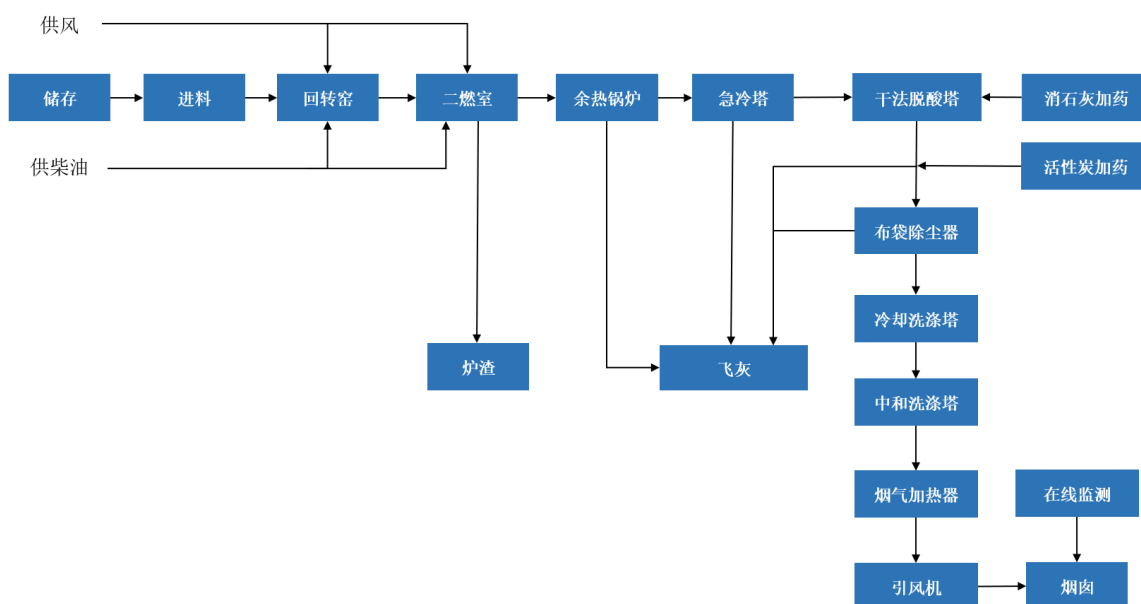 供风
储存
进料
回转窑
二燃室
余热锅炉
急冷塔
干法脱酸塔
消石灰加药
供柴油
活性炭加药
布袋除尘器
冷却洗涤塔
炉渣
飞灰
中和洗涤塔
烟气加热器
在线监测
引风机
烟囱